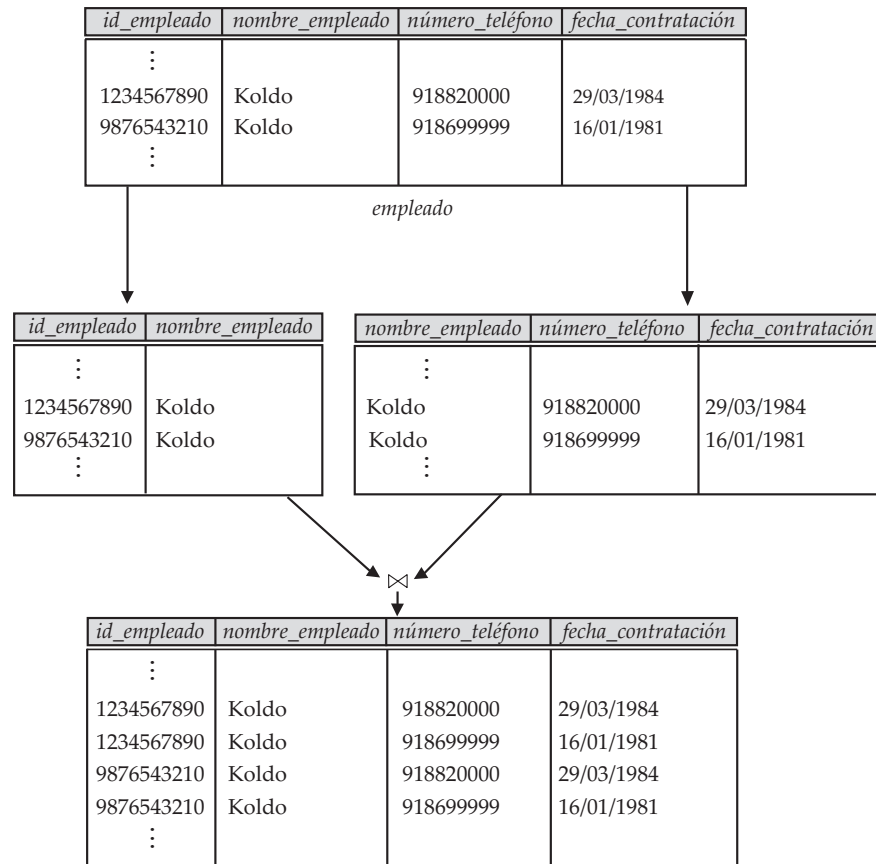 id_empleado nombre_empleado número_teléfono fecha_contratación
⋮
1234567890 Koldo 918820000 29/03/1984
9876543210 Koldo 918699999 16/01/1981
⋮
empleado
id_empleado nombre_empleado
⋮
1234567890 Koldo
9876543210 Koldo
⋮
nombre_empleado número_teléfono fecha_contratación
⋮
Koldo 918820000 29/03/1984
Koldo 918699999 16/01/1981
⋮
⋈
id_empleado nombre_empleado número_teléfono fecha_contratación
⋮
1234567890 Koldo 918820000 29/03/1984
1234567890 Koldo 918699999 16/01/1981
9876543210 Koldo 918820000 29/03/1984
9876543210 Koldo 918699999 16/01/1981
⋮